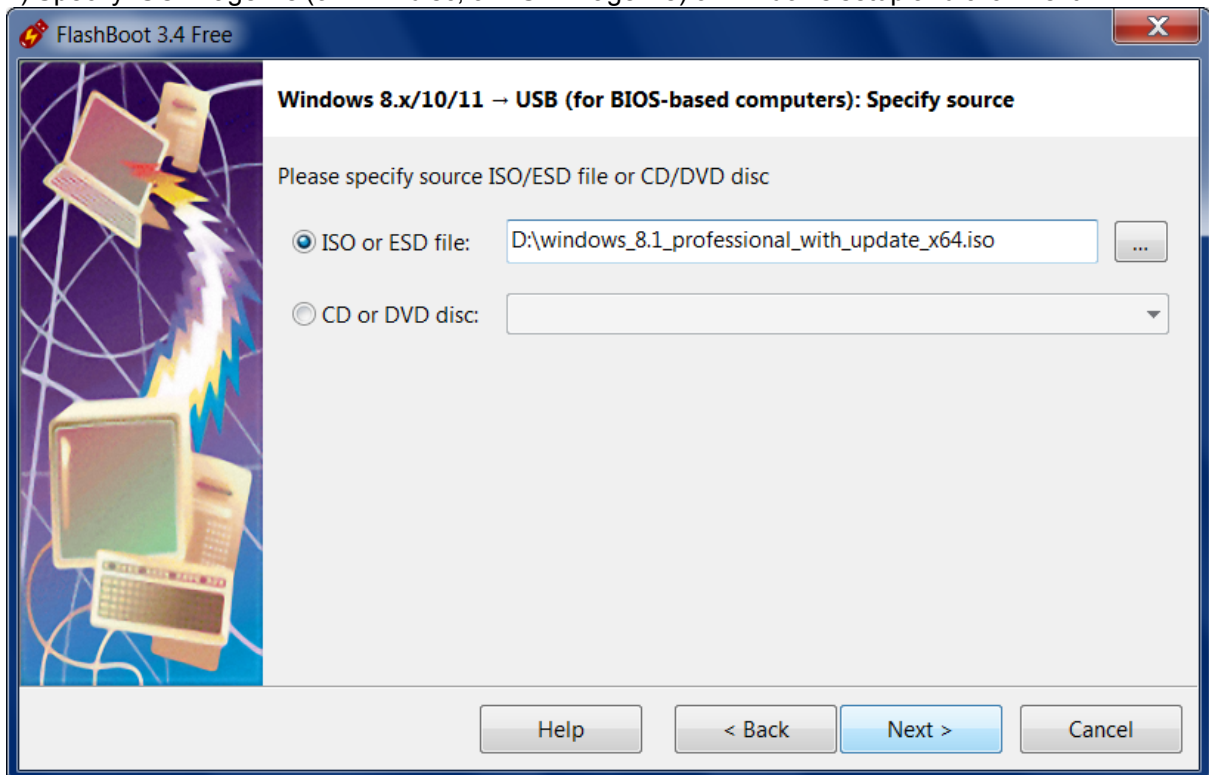 FlashBoot 3.4 Free
Windows 8.x/10/11 → USB (for BIOS-based computers): Specify source
Please specify source ISO/ESD file or CD/DVD disc
ISO or ESD file: D:\windows_8.1_professional_with_update_x64.iso ...
CD or DVD disc:
Help < Back Next > Cancel